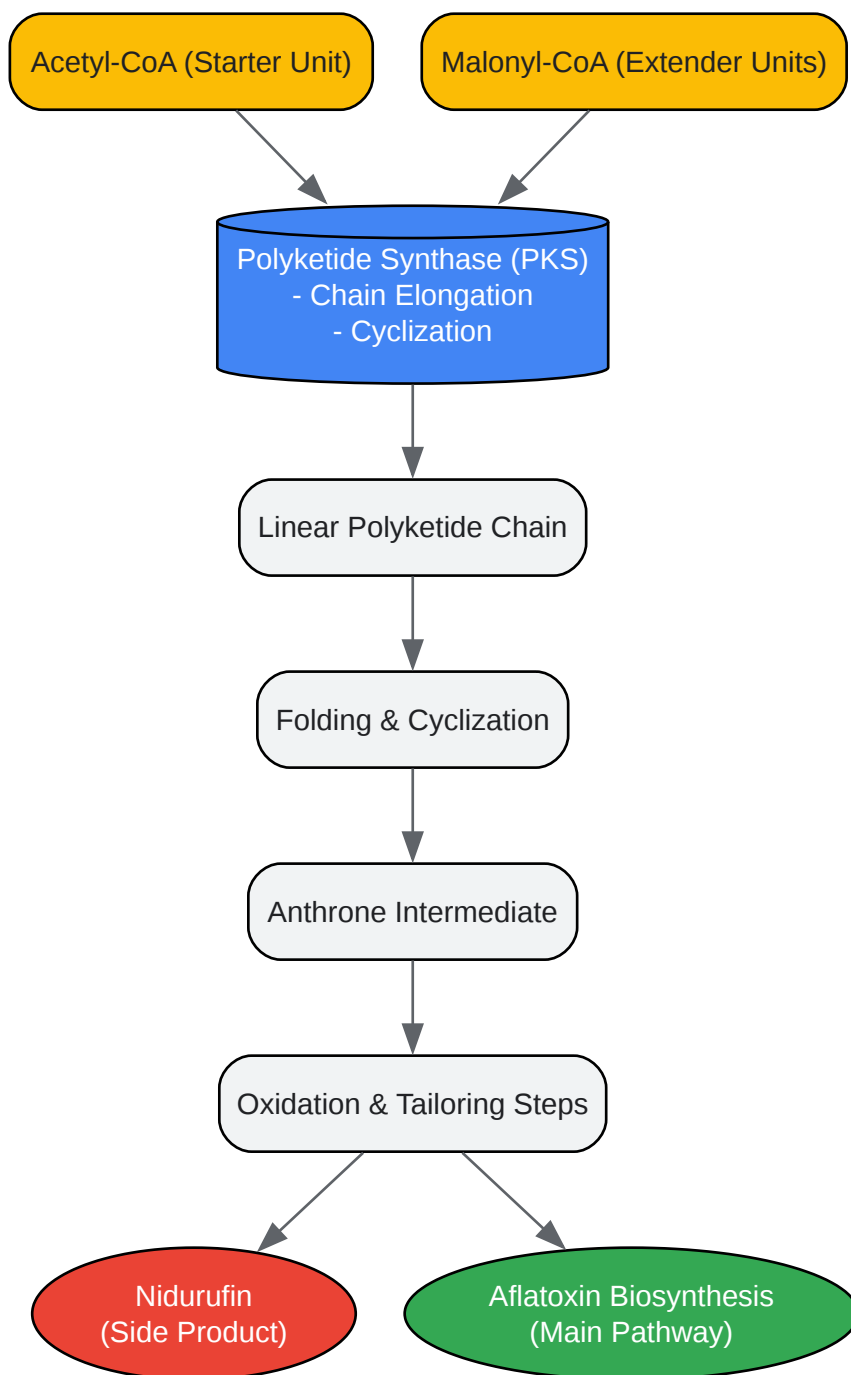 Acetyl-CoA (Starter Unit)
Malonyl-CoA (Extender Units)
Polyketide Synthase (PKS)
- Chain Elongation
- Cyclization
Linear Polyketide Chain
Folding & Cyclization
Anthrone Intermediate
Oxidation & Tailoring Steps
Nidurufin
(Side Product)
Aflatoxin Biosynthesis
(Main Pathway)